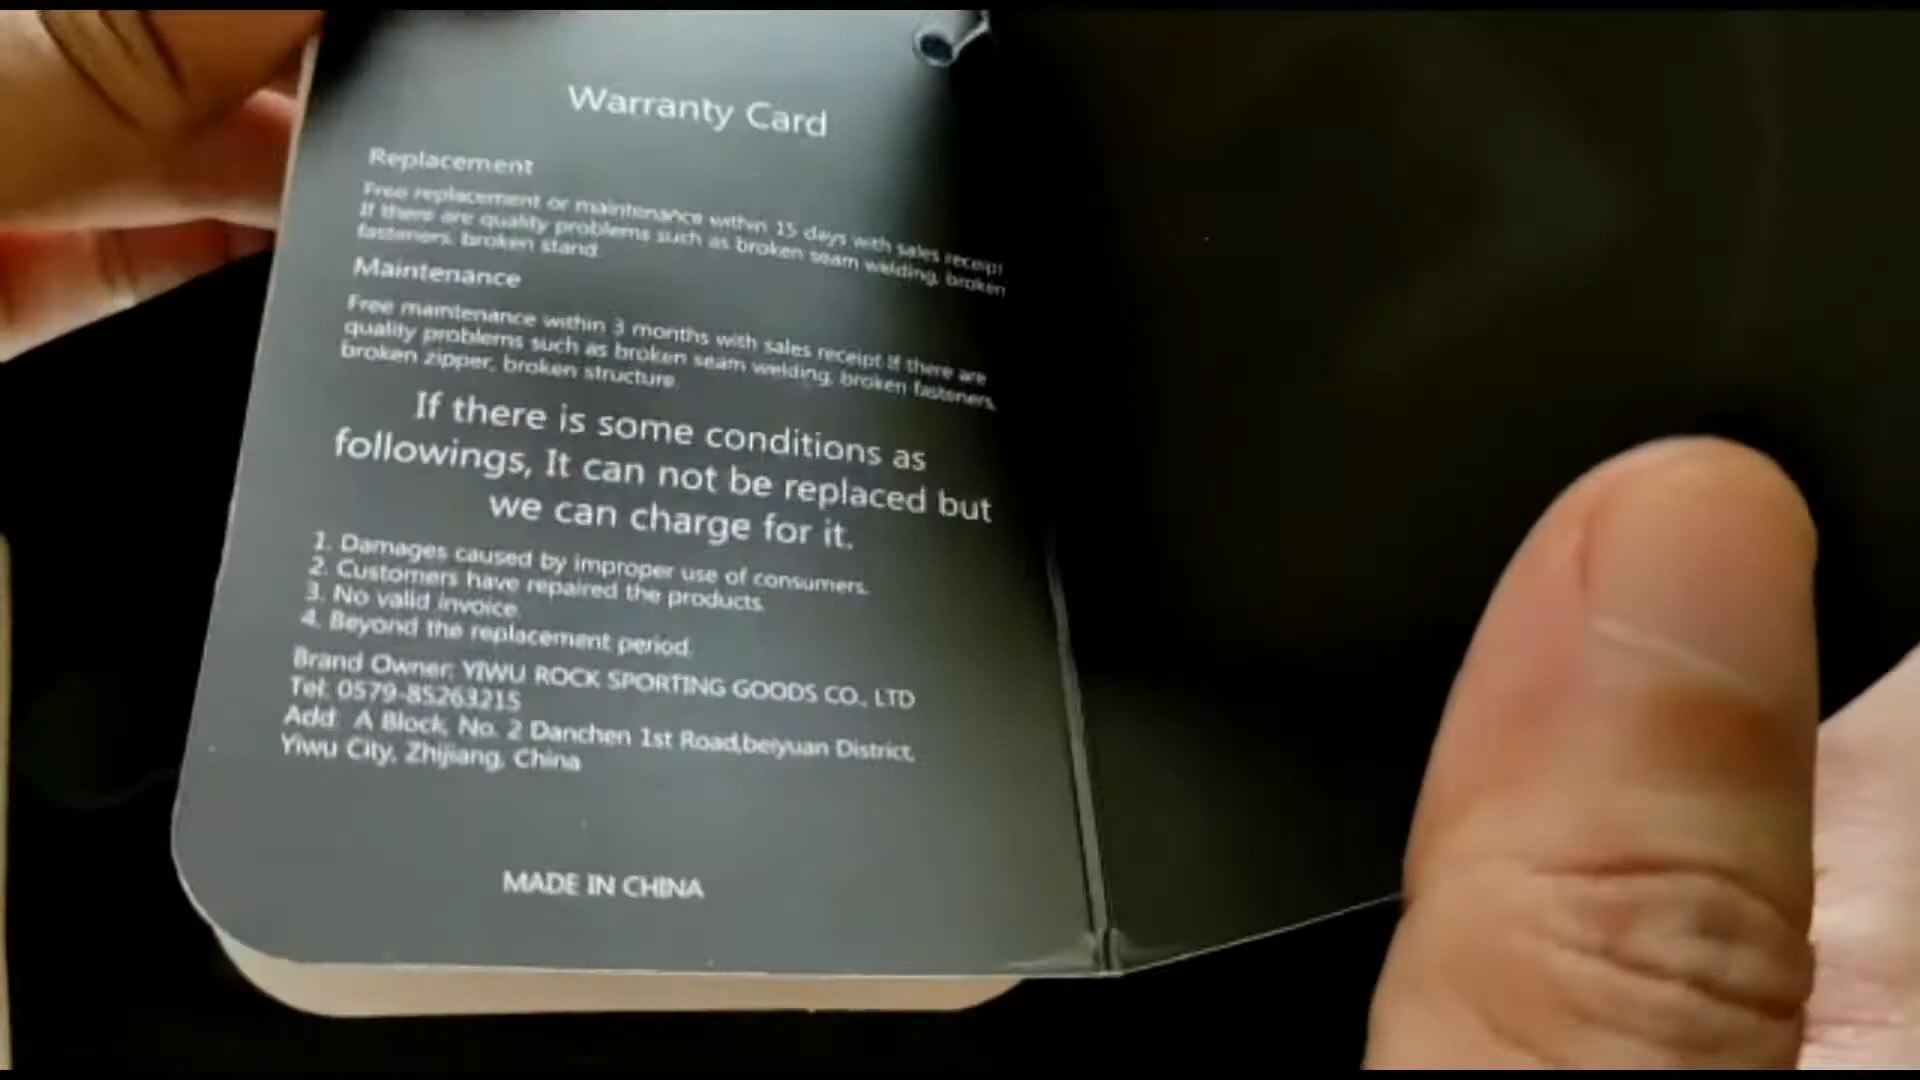 Warranty Card
Replacement
Free replacement or maintenance within 15 days with sales receipt
If there are quality problems such as broken seam welding, broken
fasteners, broken stand.
Maintenance
Free maintenance within 3 months with sales receipt If there are
quality problems such as broken seam welding, broken fasteners,
broken zipper, broken structure.
If there is some conditions as
followings, It can not be replaced but
we can charge for it.
1. Damages caused by improper use of consumers.
2. Customers have repaired the products.
3. No valid invoice.
4. Beyond the replacement period.
Brand Owner: YIWU ROCK SPORTING GOODS CO., LTD
Tel: 0579-85263215
Add: A Block, No. 2 Danchen 1st Road,beiyuan District,
Yiwu City, Zhijiang, China
MADE IN CHINA